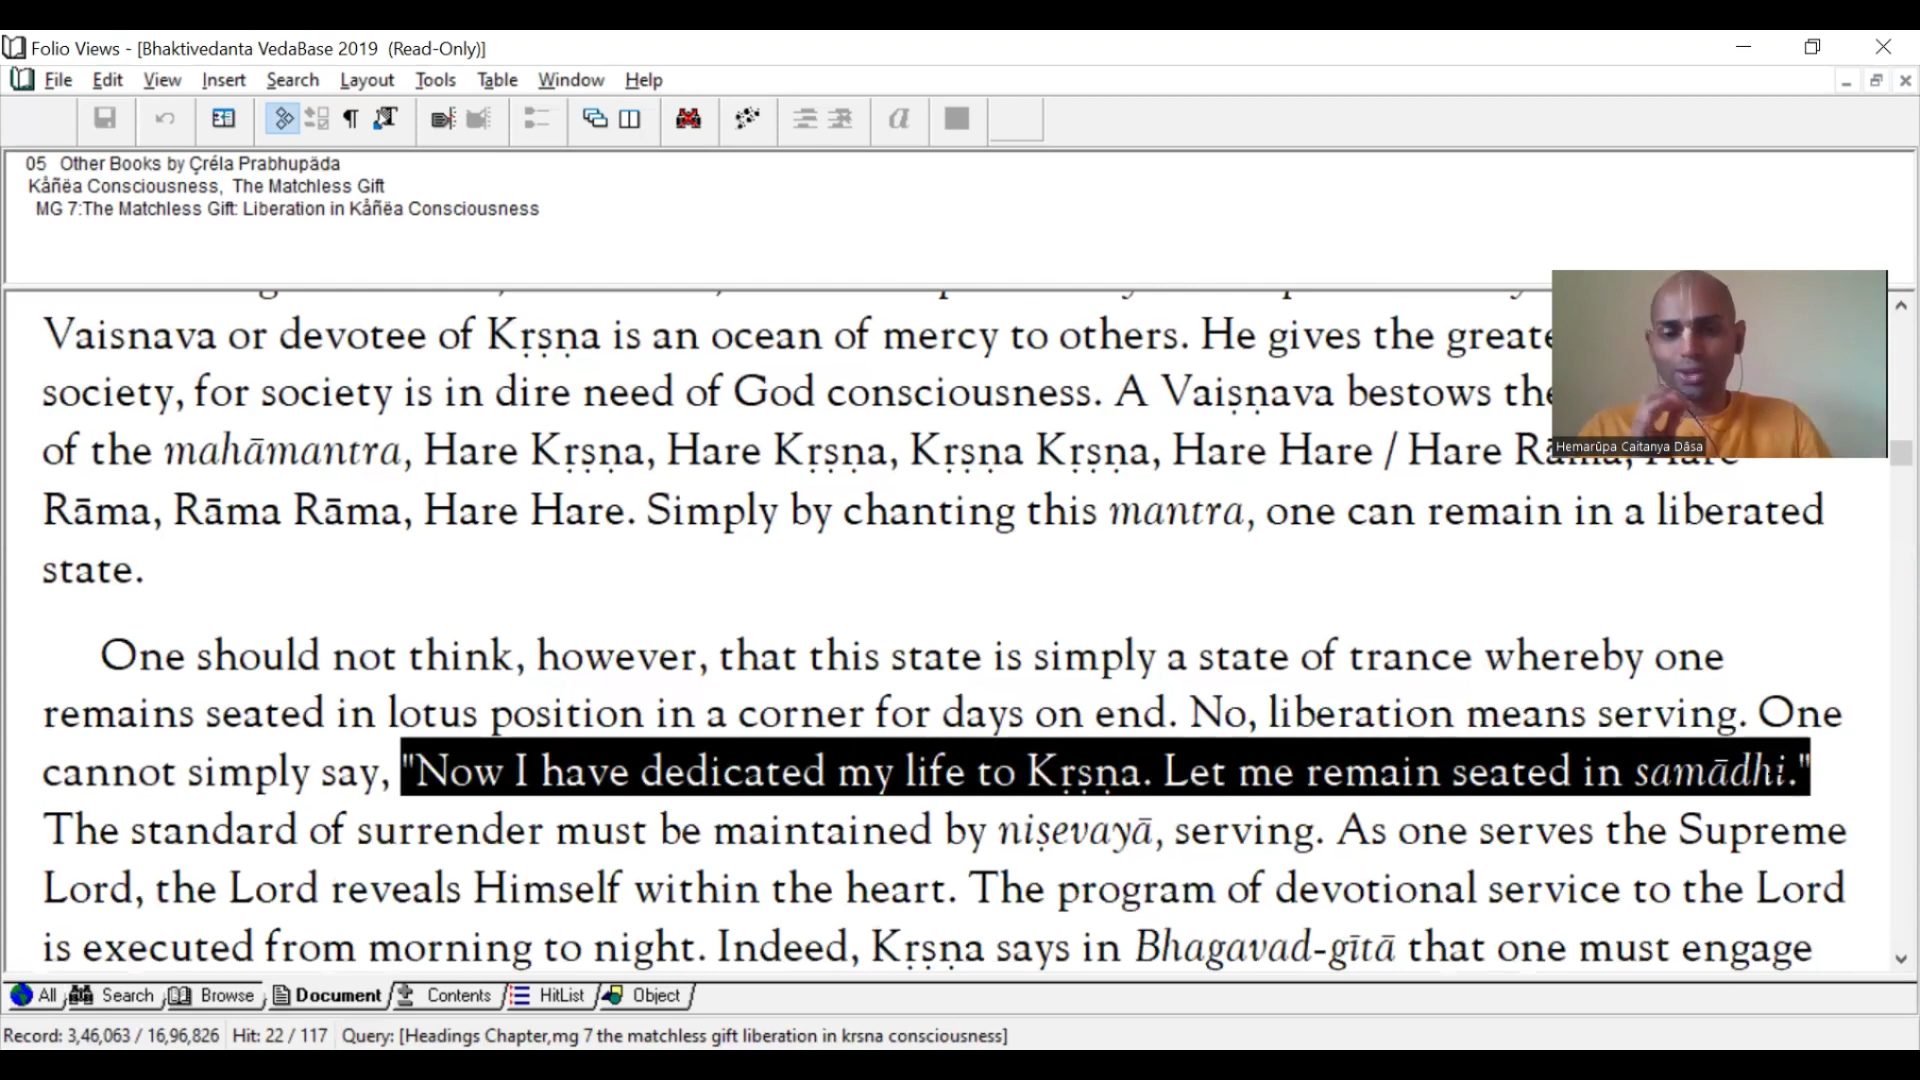 Folio Views - [Bhaktivedanta VedaBase 2019 (Read-Only)]
File Edit View Insert Search Layout Tools Table Window Help
05 Other Books by Çréla Prabhupäda
Kåñëa Consciousness, The Matchless Gift
MG 7:The Matchless Gift: Liberation in Kåñëa Consciousness
Vaisnava or devotee of Kṛṣṇa is an ocean of mercy to others. He gives the
society, for society is in dire need of God consciousness. A Vaiṣṇava bestows
of the mahāmantra, Hare Kṛṣṇa, Hare Kṛṣṇa, Kṛṣṇa Kṛṣṇa, Hare Hare / Hare
Hemarūpa Caitanya Dāsa
Rāma, Rāma Rāma, Hare Hare. Simply by chanting this mantra, one can remain in a liberated
state.
One should not think, however, that this state is simply a state of trance whereby one
remains seated in lotus position in a corner for days on end. No, liberation means serving. One
cannot simply say, "Now I have dedicated my life to Kṛṣṇa. Let me remain seated in samādhi."
The standard of surrender must be maintained by niṣevayā, serving. As one serves the Supreme
Lord, the Lord reveals Himself within the heart. The program of devotional service to the Lord
is executed from morning to night. Indeed, Kṛṣṇa says in Bhagavad-gītā that one must engage
All Search Browse Document Contents HitList Object
Record: 3,46,063 / 16,96,826 Hit: 22 / 117 Query: [Headings Chapter,mg 7 the matchless gift liberation in krsna consciousness]